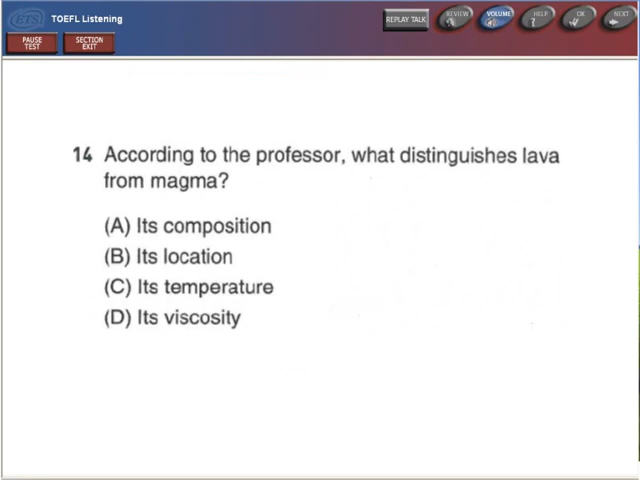 ETS TOEFL Listening
REPLAY TALK
REVIEW
VOLUME
HELP
?
OK
NEXT
PAUSE
TEST
SECTION
EXIT
14 According to the professor, what distinguishes lava
from magma?
(A) Its composition
(B) Its location
(C) Its temperature
(D) Its viscosity